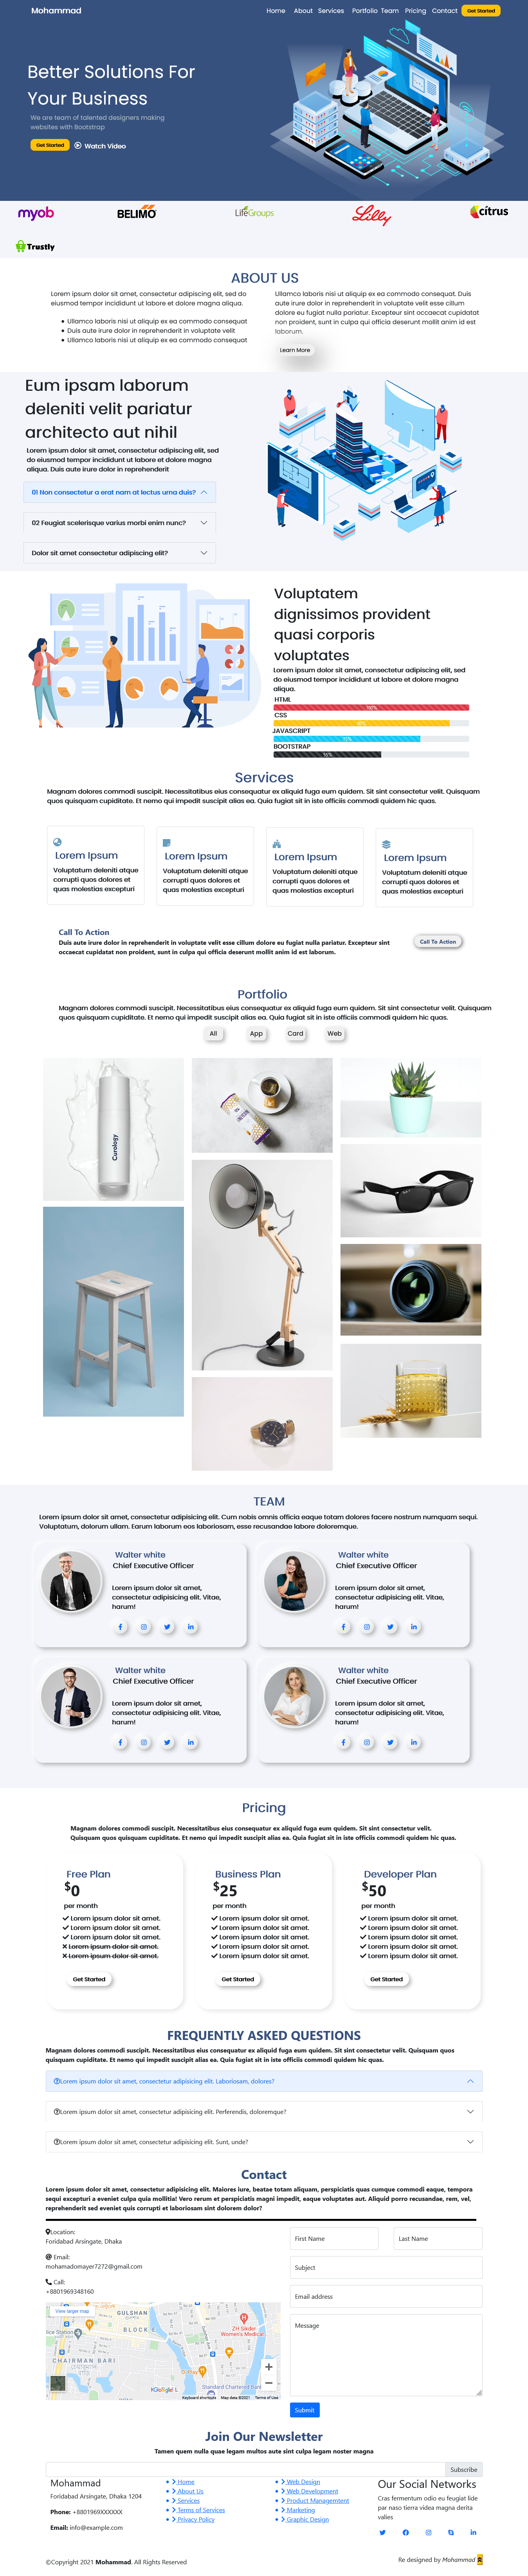 Mohammad
Home About Services Portfolio Team Pricing Contact Get Started
Better Solutions For
Your Business
We are team of talented designers making
websites with Bootstrap
Get Started Watch Video
myob BELIMO LifeGroups Lilly citrus
Trustly
ABOUT US
Lorem ipsum dolor sit amet, consectetur adipiscing elit, sed do
eiusmod tempor incididunt ut labore et dolore magna aliqua.
Ullamco laboris nisi ut aliquip ex ea commodo consequat
Duis aute irure dolor in reprehenderit in voluptate velit
Ullamco laboris nisi ut aliquip ex ea commodo consequat
Ullamco laboris nisi ut aliquip ex ea commodo consequat. Duis
aute irure dolor in reprehenderit in voluptate velit esse cillum
dolore eu fugiat nulla pariatur. Excepteur sint occaecat cupidatat
non proident, sunt in culpa qui officia deserunt mollit anim id est
laborum.
Learn More
Eum ipsam laborum
deleniti velit pariatur
architecto aut nihil
Lorem ipsum dolor sit amet, consectetur adipiscing elit, sed
do eiusmod tempor incididunt ut labore et dolore magna
aliqua. Duis aute irure dolor in reprehenderit
01 Non consectetur a erat nam at lectus urna duis?
02 Feugiat scelerisque varius morbi enim nunc?
Dolor sit amet consectetur adipiscing elit?
Voluptatem
dignissimos provident
quasi corporis
voluptates
Lorem ipsum dolor sit amet, consectetur adipiscing elit, sed
do eiusmod tempor incididunt ut labore et dolore magna
aliqua.
HTML
100%
CSS
90%
JAVASCRIPT
75%
BOOTSTRAP
55%
Services
Magnam dolores commodi suscipit. Necessitatibus eius consequatur ex aliquid fuga eum quidem. Sit sint consectetur velit. Quisquam
quos quisquam cupiditate. Et nemo qui impedit suscipit alias ea. Quia fugiat sit in iste officiis commodi quidem hic quas.
Lorem Ipsum
Voluptatum deleniti atque
corrupti quos dolores et
quas molestias excepturi
Lorem Ipsum
Voluptatum deleniti atque
corrupti quos dolores et
quas molestias excepturi
Lorem Ipsum
Voluptatum deleniti atque
corrupti quos dolores et
quas molestias excepturi
Lorem Ipsum
Voluptatum deleniti atque
corrupti quos dolores et
quas molestias excepturi
Call To Action
Duis aute irure dolor in reprehenderit in voluptate velit esse cillum dolore eu fugiat nulla pariatur. Excepteur sint
occaecat cupidatat non proident, sunt in culpa qui officia deserunt mollit anim id est laborum.
Call To Action
Portfolio
Magnam dolores commodi suscipit. Necessitatibus eius consequatur ex aliquid fuga eum quidem. Sit sint consectetur velit. Quisquam
quos quisquam cupiditate. Et nemo qui impedit suscipit alias ea. Quia fugiat sit in iste officiis commodi quidem hic quas.
All App Card Web
Curology
TEAM
Lorem ipsum dolor sit amet, consectetur adipisicing elit. Cum nobis omnis officia eaque totam dolores facere nostrum numquam sequi.
Voluptatum, dolorum ullam. Earum laborum eos laboriosam, esse recusandae labore doloremque.
Walter white
Chief Executive Officer
Lorem ipsum dolor sit amet,
consectetur adipisicing elit. Vitae,
harum!
Walter white
Chief Executive Officer
Lorem ipsum dolor sit amet,
consectetur adipisicing elit. Vitae,
harum!
Walter white
Chief Executive Officer
Lorem ipsum dolor sit amet,
consectetur adipisicing elit. Vitae,
harum!
Walter white
Chief Executive Officer
Lorem ipsum dolor sit amet,
consectetur adipisicing elit. Vitae,
harum!
Pricing
Magnam dolores commodi suscipit. Necessitatibus eius consequatur ex aliquid fuga eum quidem. Sit sint consectetur velit.
Quisquam quos quisquam cupiditate. Et nemo qui impedit suscipit alias ea. Quia fugiat sit in iste officiis commodi quidem hic quas.
Free Plan
$0
per month
Lorem ipsum dolor sit amet.
Lorem ipsum dolor sit amet.
Lorem ipsum dolor sit amet.
Lorem ipsum dolor sit amet.
Lorem ipsum dolor sit amet.
Get Started
Business Plan
$25
per month
Lorem ipsum dolor sit amet.
Lorem ipsum dolor sit amet.
Lorem ipsum dolor sit amet.
Lorem ipsum dolor sit amet.
Lorem ipsum dolor sit amet.
Get Started
Developer Plan
$50
per month
Lorem ipsum dolor sit amet.
Lorem ipsum dolor sit amet.
Lorem ipsum dolor sit amet.
Lorem ipsum dolor sit amet.
Lorem ipsum dolor sit amet.
Get Started
FREQUENTLY ASKED QUESTIONS
Magnam dolores commodi suscipit. Necessitatibus eius consequatur ex aliquid fuga eum quidem. Sit sint consectetur velit. Quisquam quos
quisquam cupiditate. Et nemo qui impedit suscipit alias ea. Quia fugiat sit in iste officiis commodi quidem hic quas.
Lorem ipsum dolor sit amet, consectetur adipisicing elit. Laboriosam, dolores?
Lorem ipsum dolor sit amet, consectetur adipisicing elit. Perferendis, doloremque?
Lorem ipsum dolor sit amet, consectetur adipisicing elit. Sunt, unde?
Contact
Lorem ipsum dolor sit amet, consectetur adipisicing elit. Maiores iure, beatae totam aliquam, perspiciatis quas cumque commodi eaque, tempora
sequi excepturi a eveniet culpa quia mollitia! Vero rerum et perspiciatis magni impedit, eaque voluptates aut. Aliquid porro recusandae, rem, vel,
reprehenderit sed eveniet quis corrupti et laboriosam sint dolorem dolor?
Location:
Foridabad Arsingate, Dhaka
Email:
mohamadomayer7272@gmail.com
Call:
+8801969348160
View larger map
GULSHAN
BLOCK E
CHAIRMAN BARI
ZH Sikder
Women's Medical
Google
Standard Chartered Bank
Keyboard shortcuts Map data ©2021 Terms of Use
First Name Last Name
Subject
Email address
Message
Submit
Join Our Newsletter
Tamen quem nulla quae legam multos aute sint culpa legam noster magna
Subscribe
Mohammad
Foridabad Arsingate, Dhaka 1204
Phone: +8801969XXXXXX
Email: info@example.com
Home
About Us
Services
Terms of Services
Privacy Policy
Web Design
Web Development
Product Managemtent
Marketing
Graphic Design
Our Social Networks
Cras fermentum odio eu feugiat lide
par naso tierra videa magna derita
valies
©Copyright 2021 Mohammad. All Rights Reserved
Re designed by Mohammad